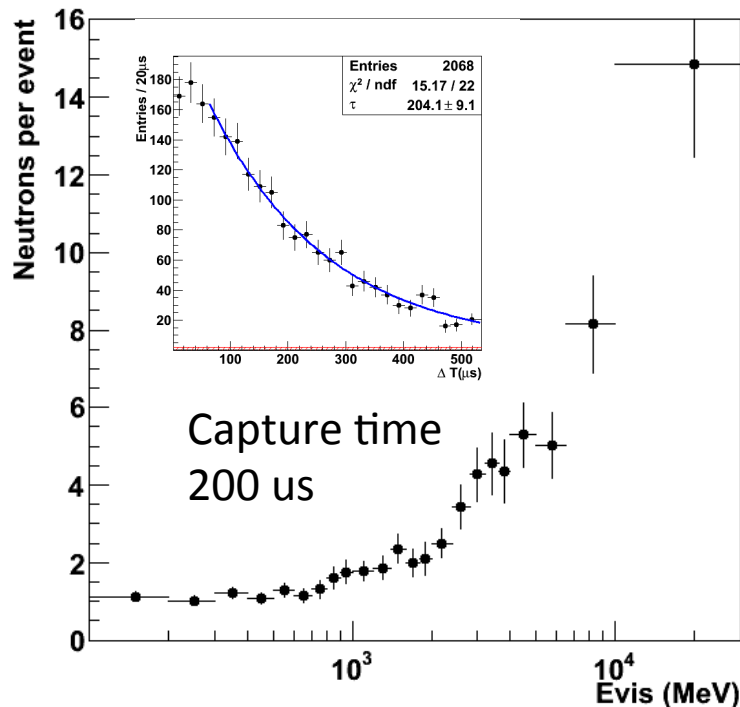 Neutrons per event
16
14
12
10
8
6
4
2
0
10³
10⁴
Evis (MeV)
Entries / 20μs
180
160
140
120
100
80
60
40
20
100
200
300
400
500
Δ T(μs)
Entries 2068
χ² / ndf 15.17 / 22
τ 204.1± 9.1
Capture time
200 us